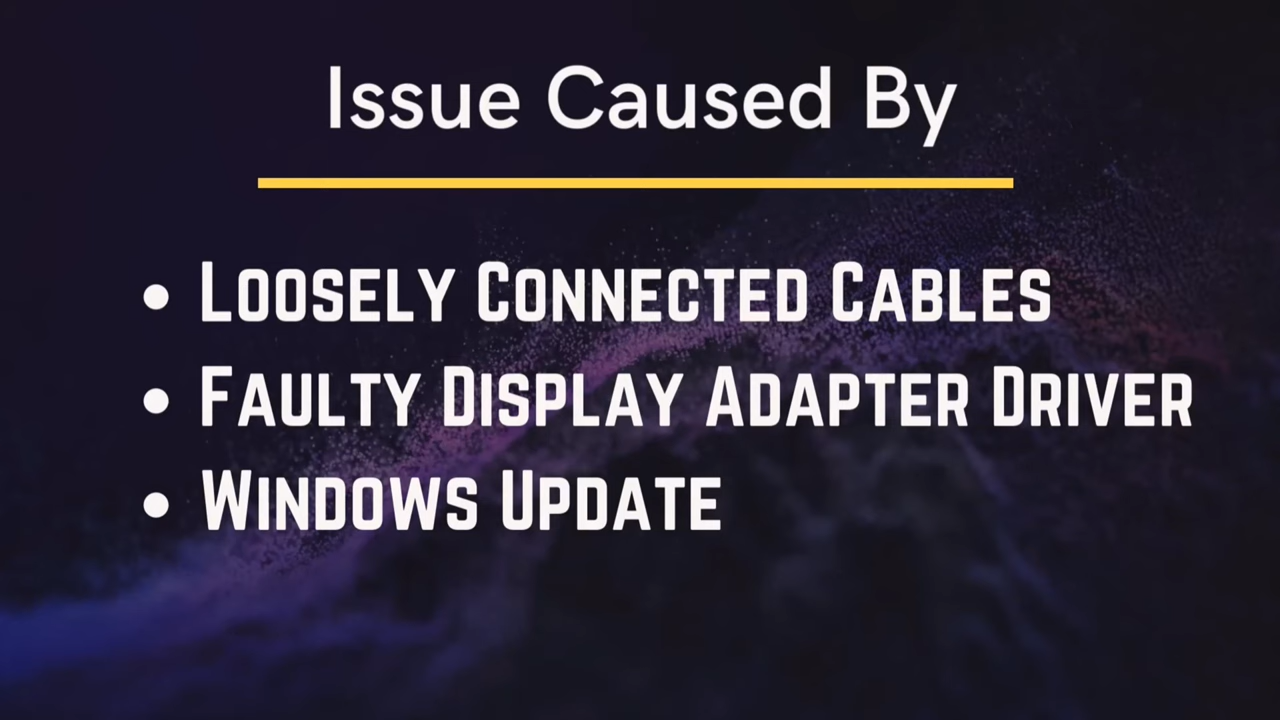 Issue Caused By
• Loosely Connected Cables
• Faulty Display Adapter Driver
• Windows Update